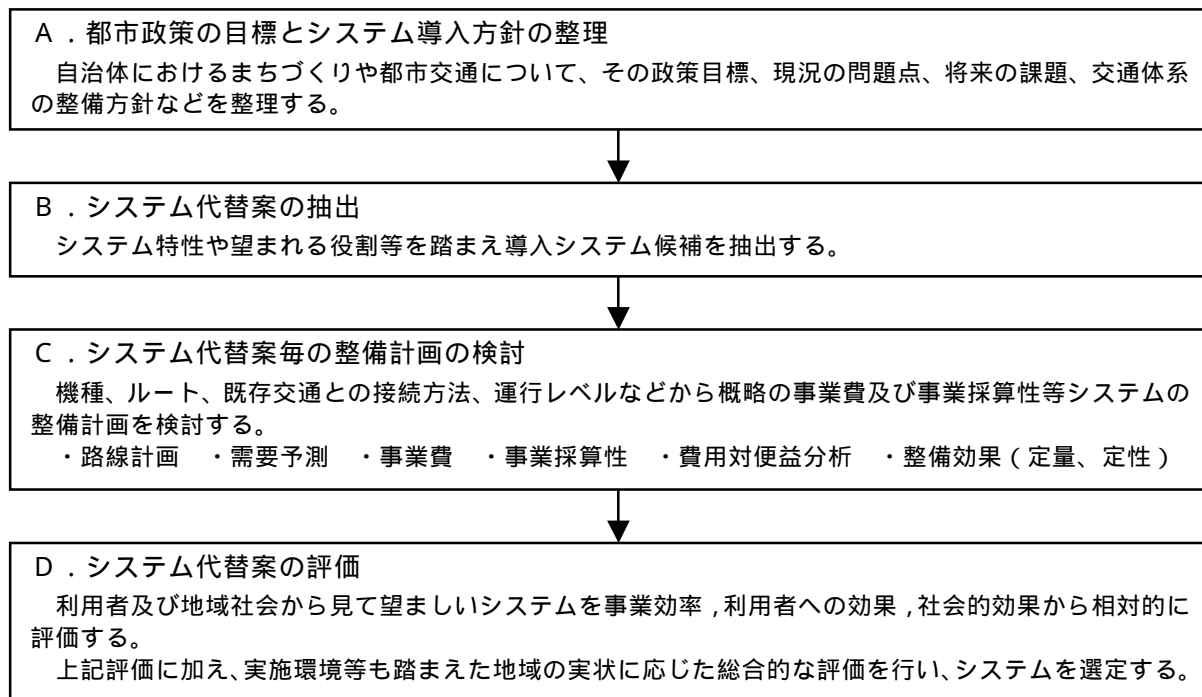 A．都市政策の目標とシステム導入方針の整理
自治体におけるまちづくりや都市交通について、その政策目標、現況の問題点、将来の課題、交通体系
の整備方針などを整理する。
B．システム代替案の抽出
システム特性や望まれる役割等を踏まえ導入システム候補を抽出する。
C．システム代替案毎の整備計画の検討
機種、ルート、既存交通との接続方法、運行レベルなどから概略の事業費及び事業採算性等システムの
整備計画を検討する。
・路線計画　・需要予測　・事業費　・事業採算性　・費用対便益分析　・整備効果（定量、定性）
D．システム代替案の評価
利用者及び地域社会から見て望ましいシステムを事業効率，利用者への効果，社会的効果から相対的に
評価する。
上記評価に加え、実施環境等も踏まえた地域の実状に応じた総合的な評価を行い、システムを選定する。